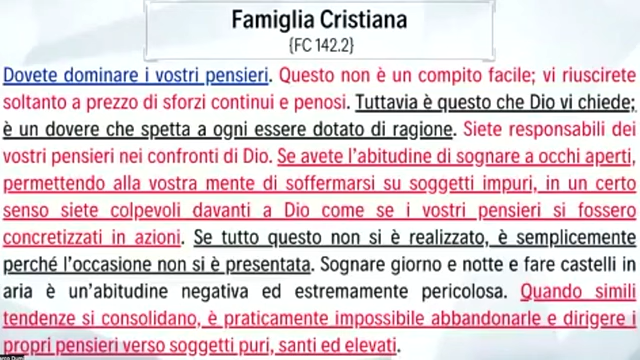 Famiglia Cristiana
{FC 142.2}
Dovete dominare i vostri pensieri. Questo non è un compito facile; vi riuscirete
soltanto a prezzo di sforzi continui e penosi. Tuttavia è questo che Dio vi chiede;
è un dovere che spetta a ogni essere dotato di ragione. Siete responsabili dei
vostri pensieri nei confronti di Dio. Se avete l’abitudine di sognare a occhi aperti,
permettendo alla vostra mente di soffermarsi su soggetti impuri, in un certo
senso siete colpevoli davanti a Dio come se i vostri pensieri si fossero
concretizzati in azioni. Se tutto questo non si è realizzato, è semplicemente
perché l’occasione non si è presentata. Sognare giorno e notte e fare castelli in
aria è un’abitudine negativa ed estremamente pericolosa. Quando simili
tendenze si consolidano, è praticamente impossibile abbandonarle e dirigere i
propri pensieri verso soggetti puri, santi ed elevati.